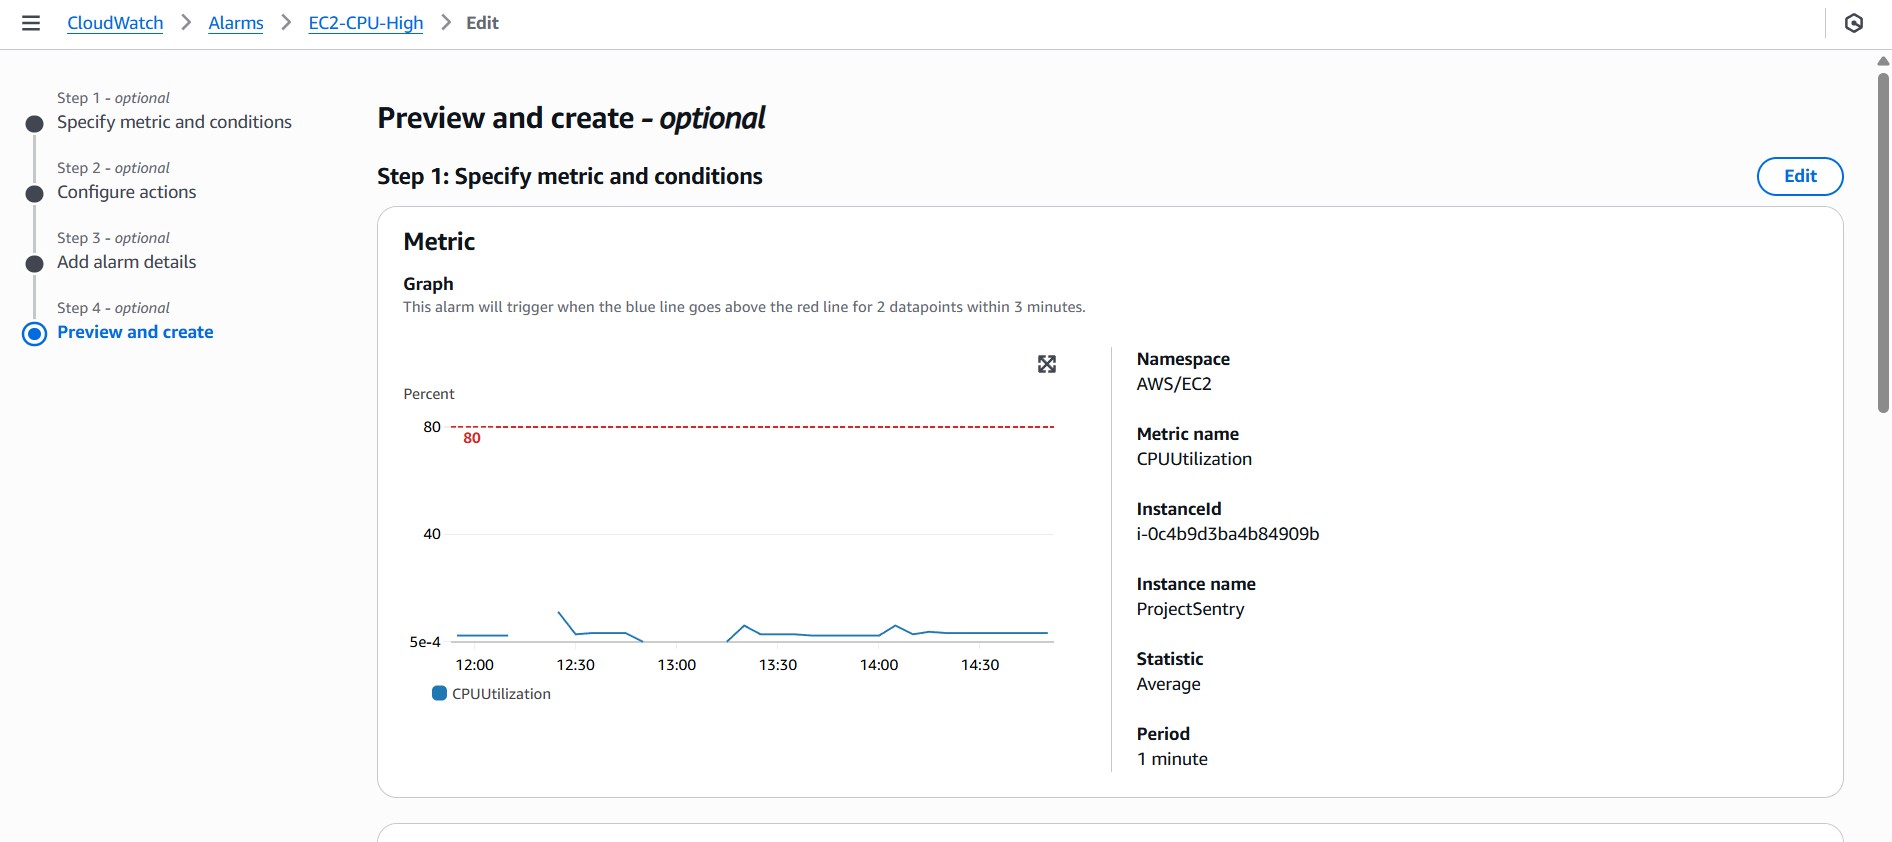 CloudWatch > Alarms > EC2-CPU-High > Edit
Step 1 - optional
Specify metric and conditions
Step 2 - optional
Configure actions
Step 3 - optional
Add alarm details
Step 4 - optional
Preview and create
Preview and create - optional
Step 1: Specify metric and conditions
Edit
Metric
Graph
This alarm will trigger when the blue line goes above the red line for 2 datapoints within 3 minutes.
Percent
80
80
40
5e-4
12:00 12:30 13:00 13:30 14:00 14:30
CPUUtilization
Namespace
AWS/EC2
Metric name
CPUUtilization
InstanceId
i-0c4b9d3ba4b84909b
Instance name
ProjectSentry
Statistic
Average
Period
1 minute